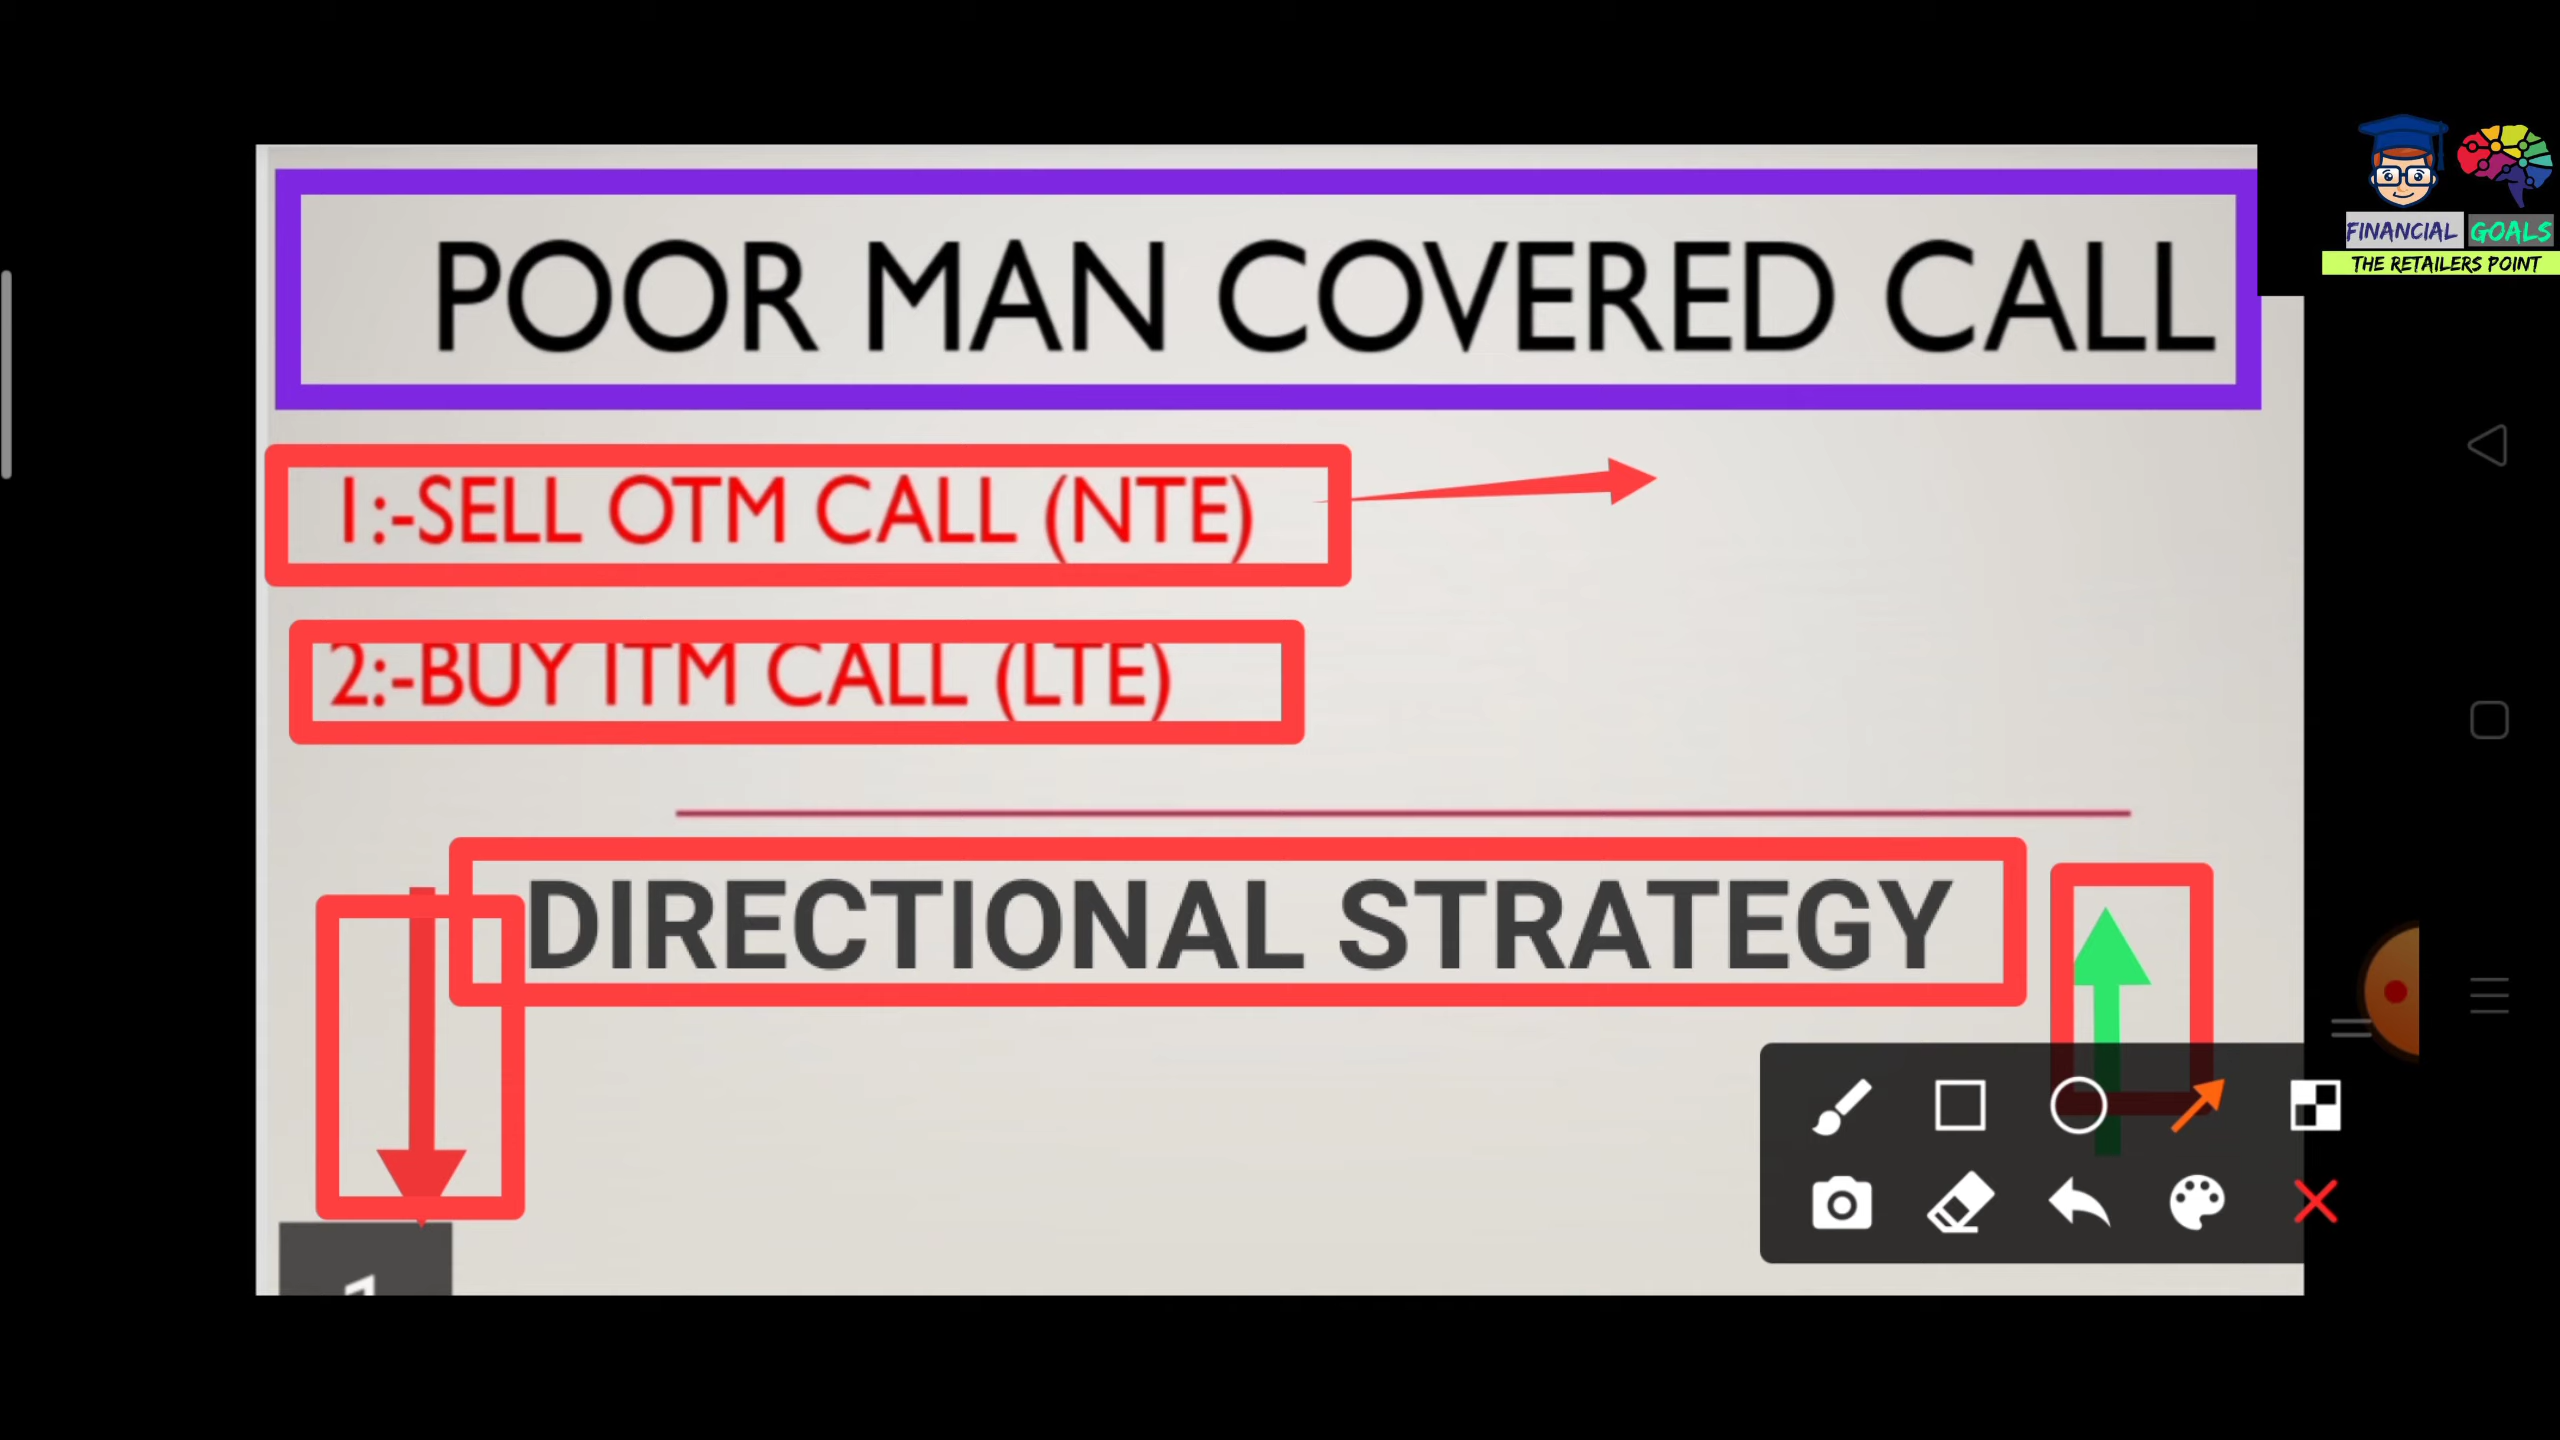 FINANCIAL GOALS
THE RETAILERS POINT
POOR MAN COVERED CALL
1:-SELL OTM CALL (NTE)
2:-BUY ITM CALL (LTE)
DIRECTIONAL STRATEGY